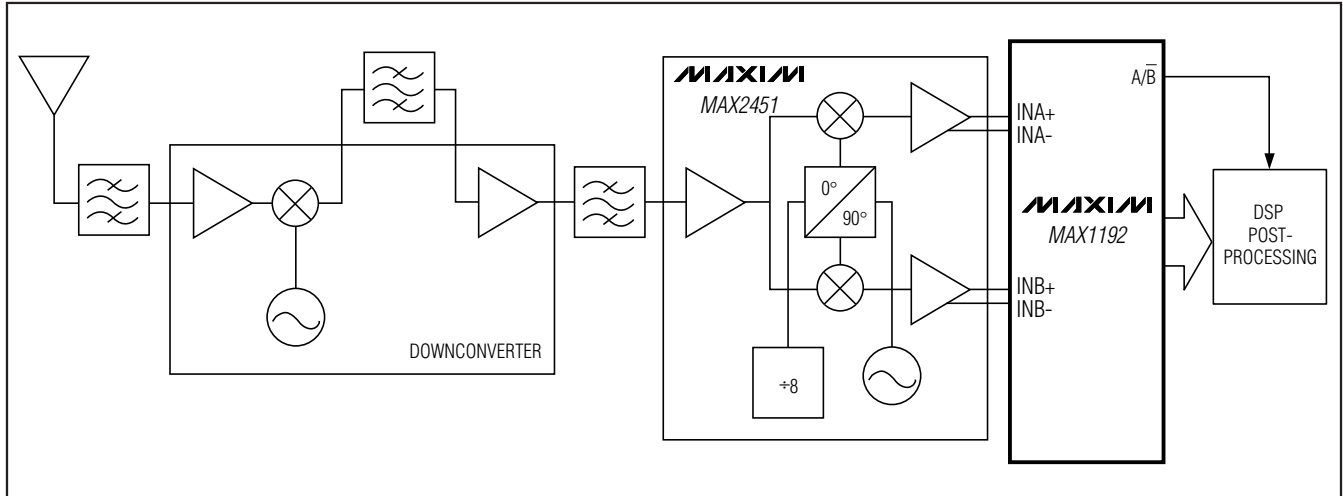 DOWNCONVERTER
MAXIM
MAX2451
0°
90°
÷8
A/B̅
INA+
INA-
MAXIM
MAX1192
INB+
INB-
DSP
POST-
PROCESSING